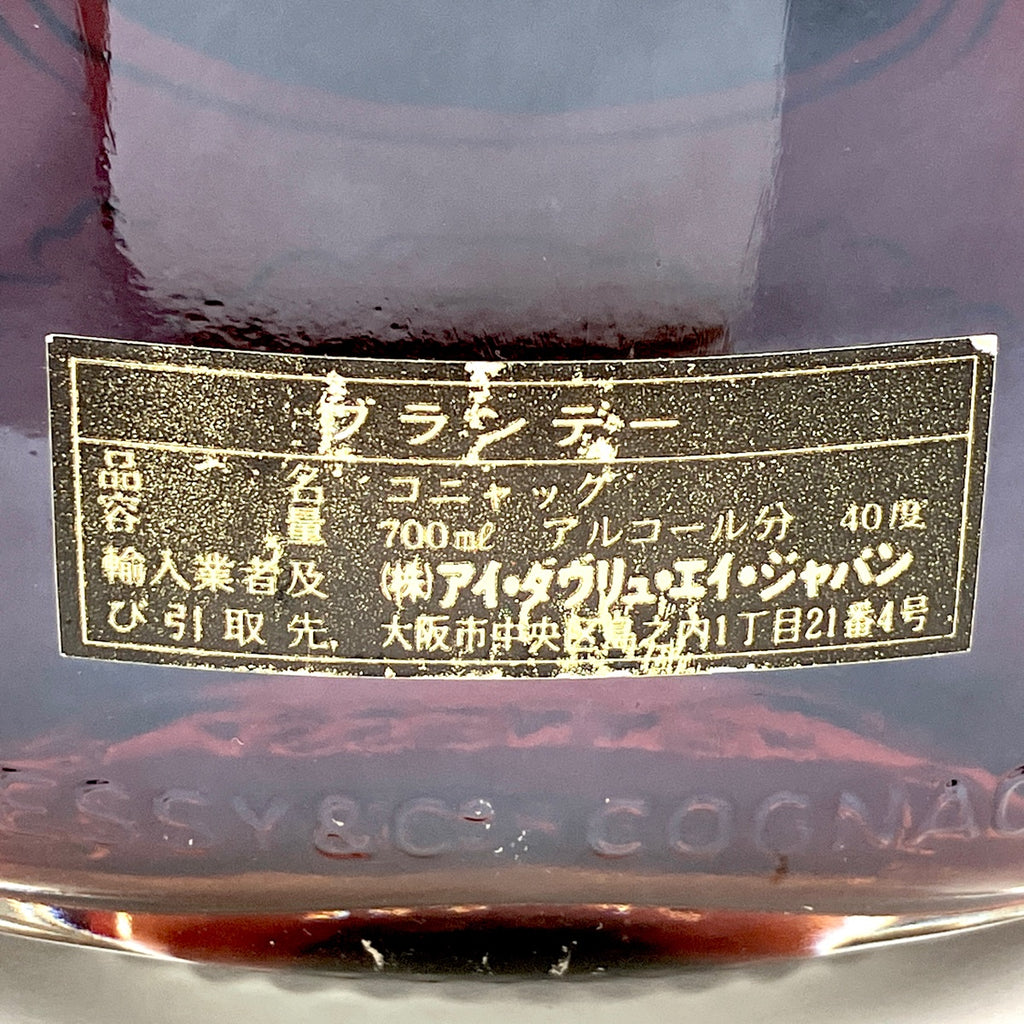 ブランデー
品名 コニャック
容量 700ml アルコール分 40度
輸入業者及 (株)アイ・ダヴリュ・エイ・ジャパン
び引取先 大阪市中央区島之内1丁目21番4号
ESSY & Cº COGNAC